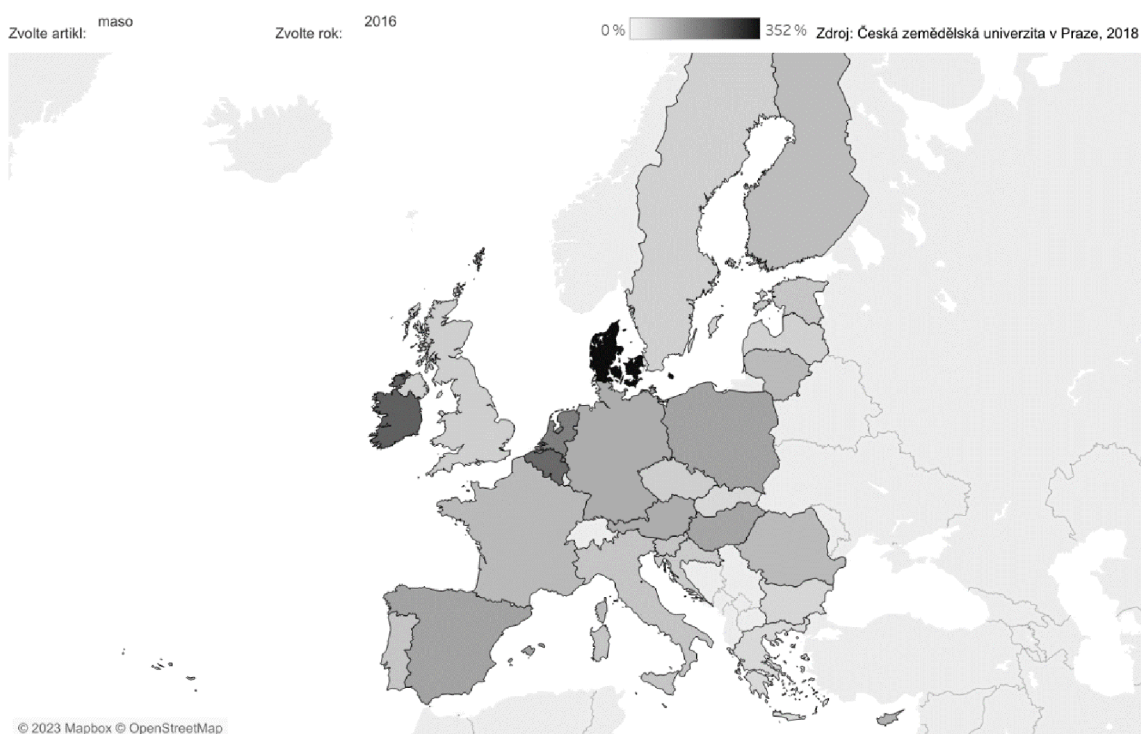 Zvolte artikl: maso
Zvolte rok: 2016
0 % 352 %
Zdroj: Česká zemědělská univerzita v Praze, 2018
© 2023 Mapbox © OpenStreetMap